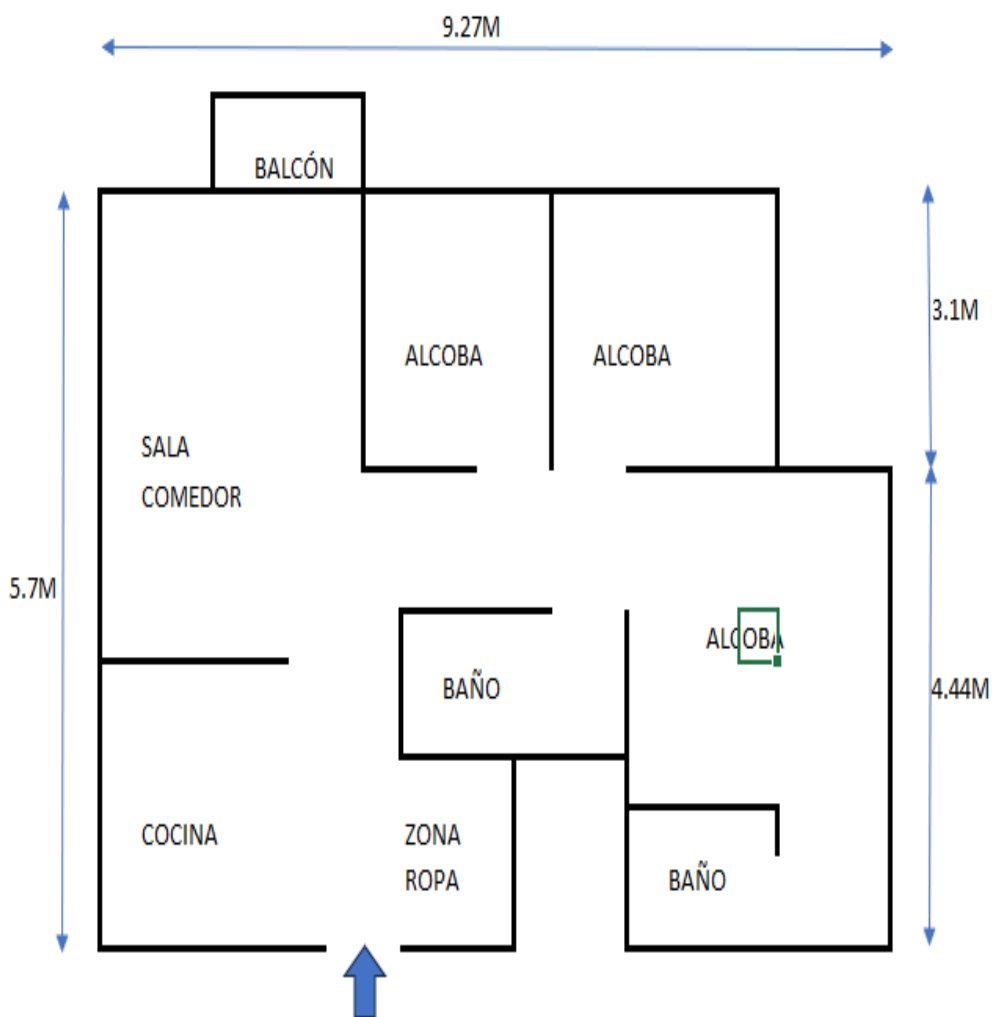 9.27M
BALCÓN
3.1M
ALCOBA
ALCOBA
SALA
COMEDOR
5.7M
ALCOBA
BAÑO
4.44M
COCINA
ZONA
ROPA
BAÑO